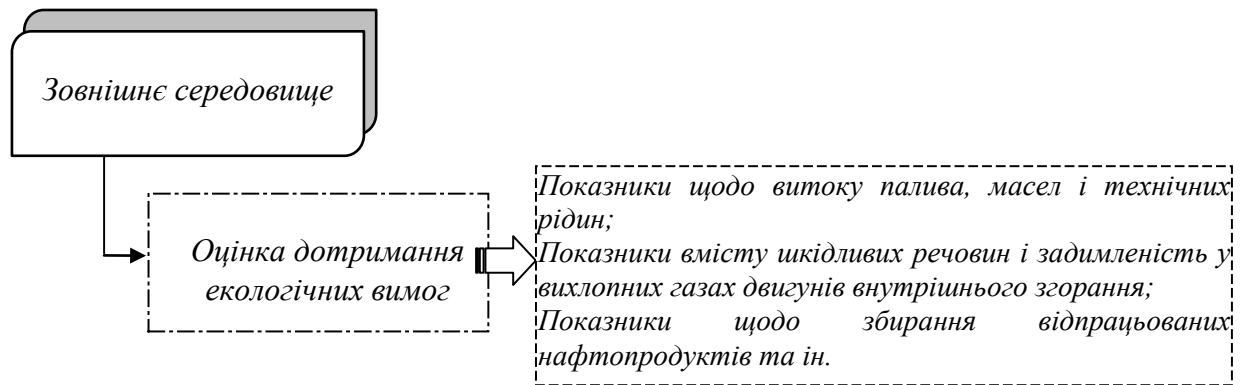 Зовнішнє середовище
Оцінка дотримання
екологічних вимог
Показники щодо витоку палива, масел і технічних
рідин;
Показники вмісту шкідливих речовин і задимленість у
вихлопних газах двигунів внутрішнього згорання;
Показники щодо збирання відпрацьованих
нафтопродуктів та ін.